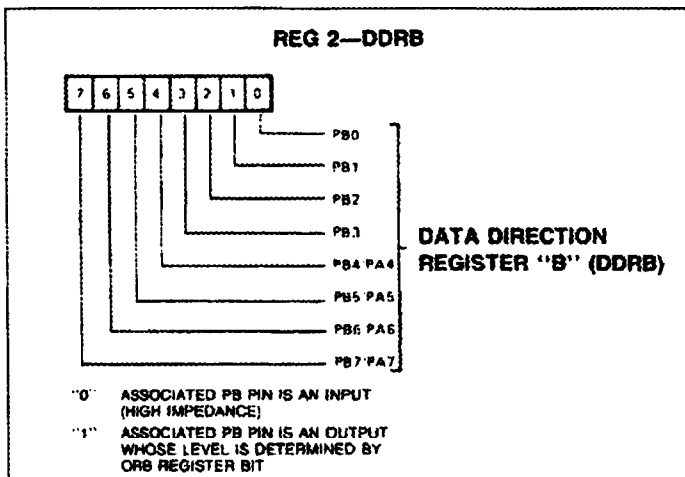 REG 2—DDRB
7 6 5 4 3 2 1 0
PB0
PB1
PB2
PB3
PB4/PA4
PB5/PA5
PB6/PA6
PB7/PA7
DATA DIRECTION
REGISTER "B" (DDRB)
"0" ASSOCIATED PB PIN IS AN INPUT
(HIGH IMPEDANCE)
"1" ASSOCIATED PB PIN IS AN OUTPUT
WHOSE LEVEL IS DETERMINED BY
ORB REGISTER BIT